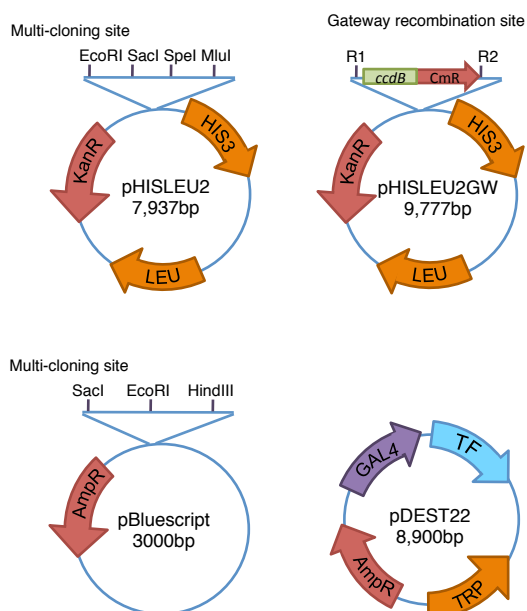 Multi-cloning site
EcoRI SacI SpeI MluI
KanR
HIS3
pHISLEU2
7,937bp
LEU
Gateway recombination site
R1
ccdB
CmR
R2
KanR
HIS3
pHISLEU2GW
9,777bp
LEU
Multi-cloning site
SacI EcoRI HindIII
AmpR
pBluescript
3000bp
GAL4
TF
pDEST22
8,900bp
AmpR
TRP